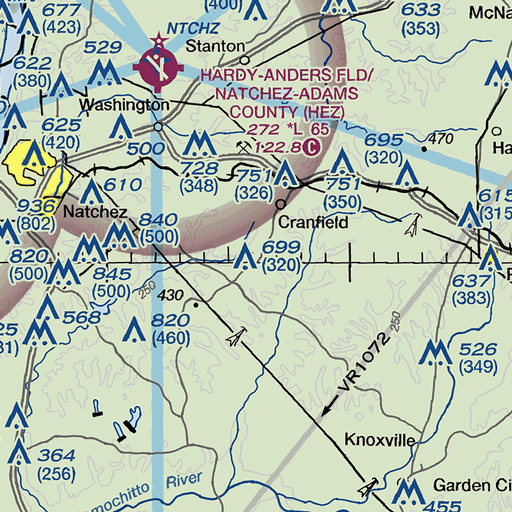 NTCHZ
677
(423)
(400)
633
(353)
McNa
Stanton
529
622
(380)
HARDY-ANDERS FLD/
NATCHEZ-ADAMS
COUNTY (HEZ)
272 *L 65
122.8 C
Washington
625
(420)
500
728
(348)
751
(326)
751
(350)
695
(320)
470
Ha
610
936
(802)
Natchez
Cranfield
615
(315
840
(500)
820
(500)
845
(500)
699
(320)
637
(383)
250
430
568
820
(460)
250
VR1072
526
(349)
Knoxville
364
(256)
mochitto River
Garden Ci
455